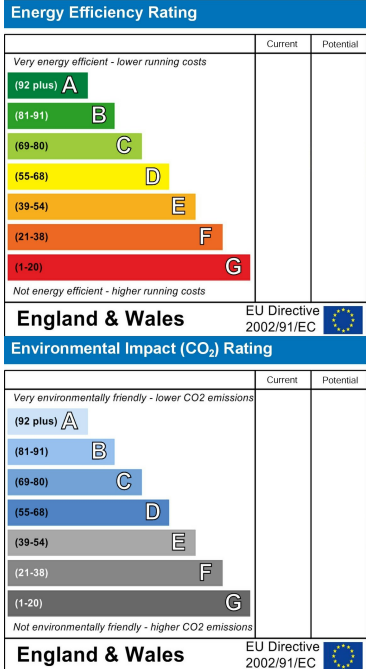 Energy Efficiency Rating
Current Potential
Very energy efficient - lower running costs
(92 plus) A
(81-91) B
(69-80) C
(55-68) D
(39-54) E
(21-38) F
(1-20) G
Not energy efficient - higher running costs
England & Wales
EU Directive
2002/91/EC
Environmental Impact (CO₂) Rating
Current Potential
Very environmentally friendly - lower CO2 emissions
(92 plus) A
(81-91) B
(69-80) C
(55-68) D
(39-54) E
(21-38) F
(1-20) G
Not environmentally friendly - higher CO2 emissions
England & Wales
EU Directive
2002/91/EC